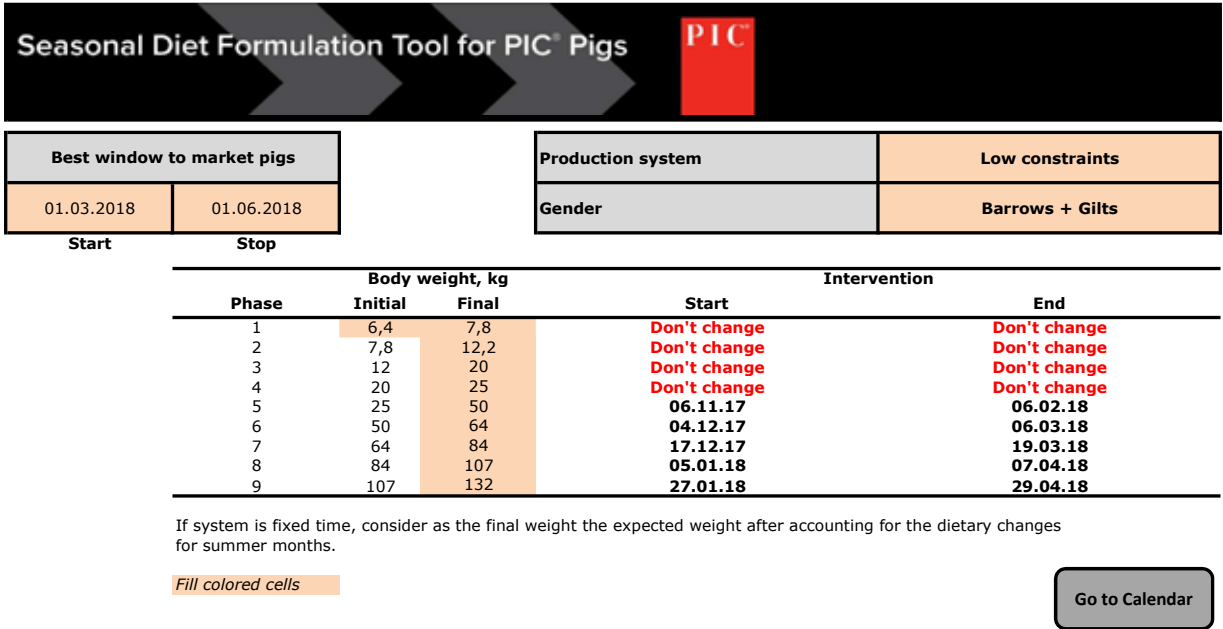 Seasonal Diet Formulation Tool for PIC® Pigs
PIC®
Best window to market pigs
01.03.2018 01.06.2018
Start Stop
Production system Low constraints
Gender Barrows + Gilts
Body weight, kg Intervention
Phase Initial Final Start End
1 6,4 7,8 Don't change Don't change
2 7,8 12,2 Don't change Don't change
3 12 20 Don't change Don't change
4 20 25 Don't change Don't change
5 25 50 06.11.17 06.02.18
6 50 64 04.12.17 06.03.18
7 64 84 17.12.17 19.03.18
8 84 107 05.01.18 07.04.18
9 107 132 27.01.18 29.04.18
If system is fixed time, consider as the final weight the expected weight after accounting for the dietary changes
for summer months.
Fill colored cells
Go to Calendar